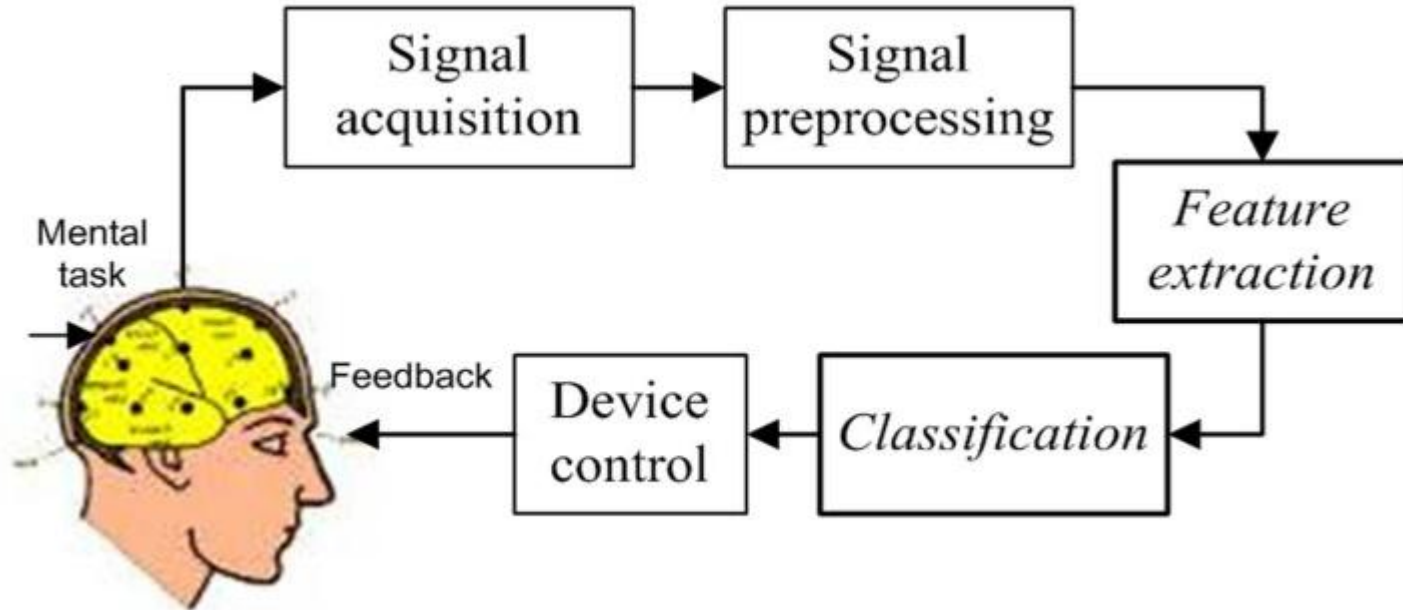 Signal
acquisition
Signal
preprocessing
Feature
extraction
Mental
task
Feedback
Device
control
Classification